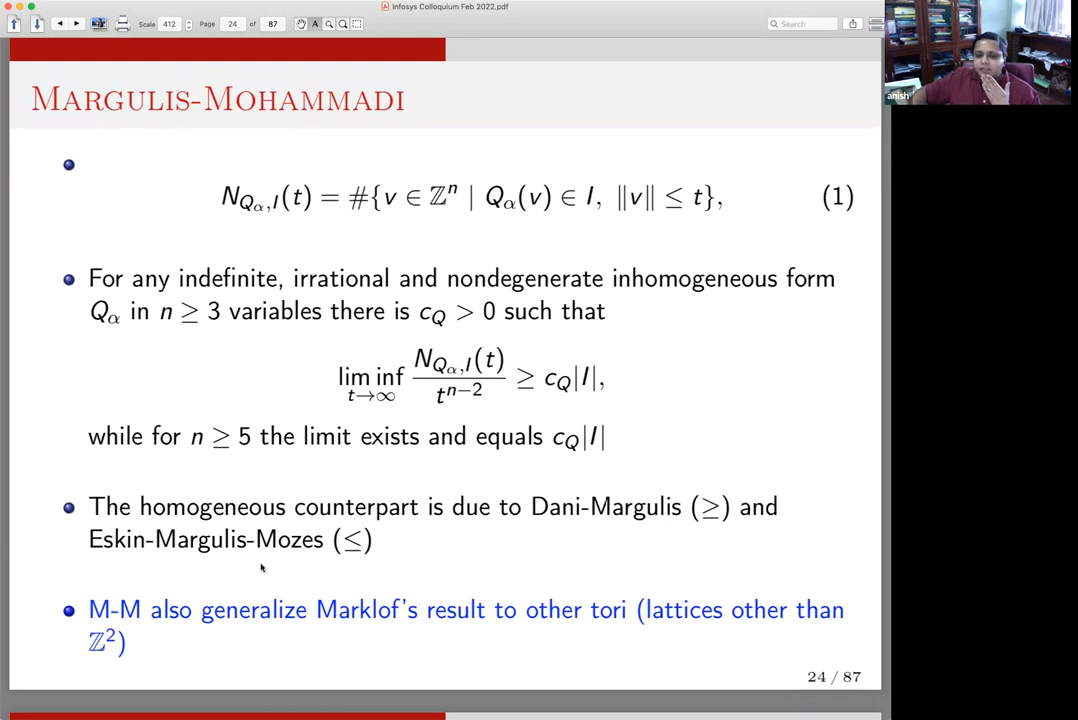 Infosys Colloquium Feb 2022.pdf
Scale 412 Page 24 of 87 A Search
anish
MARGULIS-MOHAMMADI
N_{Q_α,I}(t) = #{v ∈ ℤ^n | Q_α(v) ∈ I, ‖v‖ ≤ t}, (1)
For any indefinite, irrational and nondegenerate inhomogeneous form
Q_α in n ≥ 3 variables there is c_Q > 0 such that
lim inf_{t→∞} N_{Q_α,I}(t) / t^{n−2} ≥ c_Q|I|,
while for n ≥ 5 the limit exists and equals c_Q|I|
The homogeneous counterpart is due to Dani-Margulis (≥) and
Eskin-Margulis-Mozes (≤)
M-M also generalize Marklof's result to other tori (lattices other than
ℤ²)
24 / 87